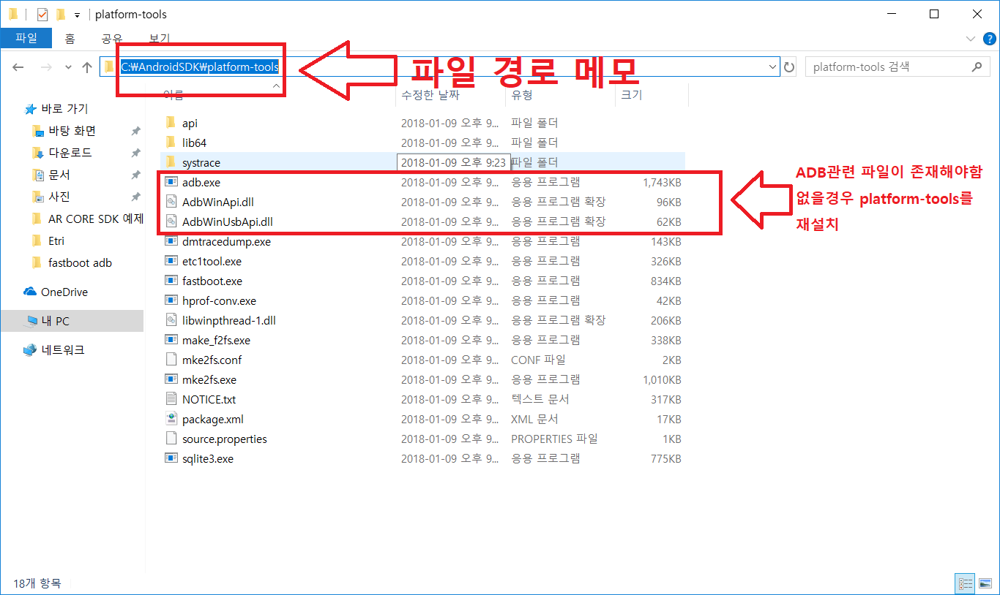 platform-tools
파일 홈 공유 보기
C:₩AndroidSDK₩platform-tools
파일 경로 메모
platform-tools 검색
이름 수정한 날짜 유형 크기
바로 가기
바탕 화면
다운로드
문서
사진
AR CORE SDK 예제
Etri
fastboot adb
OneDrive
내 PC
네트워크
api 2018-01-09 오후 9... 파일 폴더
lib64 2018-01-09 오후 9... 파일 폴더
systrace 2018-01-09 오후 9:23 파일 폴더
adb.exe 2018-01-09 오후 9... 응용 프로그램 1,743KB
AdbWinApi.dll 2018-01-09 오후 9... 응용 프로그램 확장 96KB
AdbWinUsbApi.dll 2018-01-09 오후 9... 응용 프로그램 확장 62KB
dmtracedump.exe 2018-01-09 오후 9... 응용 프로그램 143KB
etc1tool.exe 2018-01-09 오후 9... 응용 프로그램 326KB
fastboot.exe 2018-01-09 오후 9... 응용 프로그램 834KB
hprof-conv.exe 2018-01-09 오후 9... 응용 프로그램 42KB
libwinpthread-1.dll 2018-01-09 오후 9... 응용 프로그램 확장 206KB
make_f2fs.exe 2018-01-09 오후 9... 응용 프로그램 338KB
mke2fs.conf 2018-01-09 오후 9... CONF 파일 2KB
mke2fs.exe 2018-01-09 오후 9... 응용 프로그램 1,010KB
NOTICE.txt 2018-01-09 오후 9... 텍스트 문서 317KB
package.xml 2018-01-09 오후 9... XML 문서 17KB
source.properties 2018-01-09 오후 9... PROPERTIES 파일 1KB
sqlite3.exe 2018-01-09 오후 9... 응용 프로그램 775KB
ADB관련 파일이 존재해야함
없을경우 platform-tools를
재설치
18개 항목